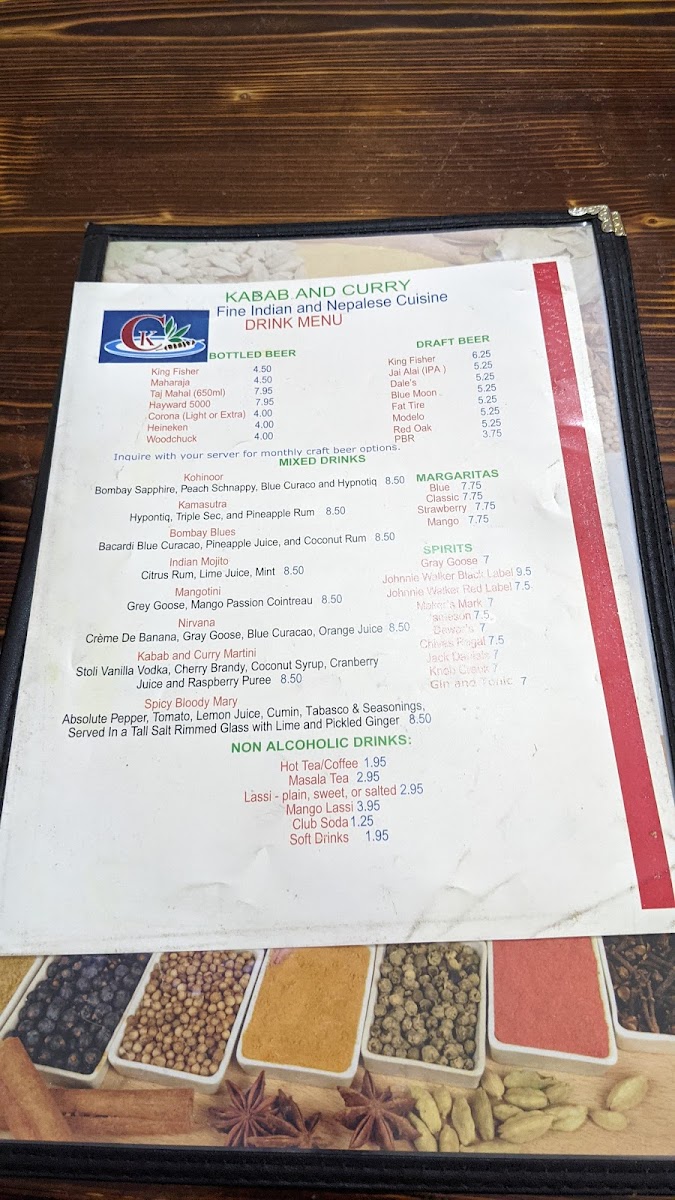 KABAB AND CURRY
Fine Indian and Nepalese Cuisine
DRINK MENU
CK
BOTTLED BEER
King Fisher 4.50
Maharaja 4.50
Taj Mahal (650ml) 7.95
Hayward 5000 7.95
Corona (Light or Extra) 4.00
Heineken 4.00
Woodchuck 4.00
DRAFT BEER
King Fisher 6.25
Jai Alai (IPA ) 5.25
Dale's 5.25
Blue Moon . 5.25
Fat Tire 5.25
Modelo 5.25
Red Oak 5.25
PBR 3.75
Inquire with your server for monthly craft beer options.
MIXED DRINKS
Kohinoor
Bombay Sapphire, Peach Schnappy, Blue Curaco and Hypnotiq 8.50
Kamasutra
Hypontiq, Triple Sec, and Pineapple Rum 8.50
Bombay Blues
Bacardi Blue Curacao, Pineapple Juice, and Coconut Rum 8.50
Indian Mojito
Citrus Rum, Lime Juice, Mint 8.50
Mangotini
Grey Goose, Mango Passion Cointreau 8.50
Nirvana
Crème De Banana, Gray Goose, Blue Curacao, Orange Juice 8.50
Kabab and Curry Martini
Stoli Vanilla Vodka, Cherry Brandy, Coconut Syrup, Cranberry
Juice and Raspberry Puree 8.50
Spicy Bloody Mary
Absolute Pepper, Tomato, Lemon Juice, Cumin, Tabasco & Seasonings,
Served In a Tall Salt Rimmed Glass with Lime and Pickled Ginger 8.50
MARGARITAS
Blue 7.75
Classic 7.75
Strawberry 7.75
Mango 7.75
SPIRITS
Gray Goose 7
Johnnie Walker Black Label 9.5
Johnnie Walker Red Label 7.5
Maker's Mark 7
Jameson 7.5
Dewar's 7
Chivas Regal 7.5
Jack Daniels 7
Knob Creek 7
Gin and Tonic 7
NON ALCOHOLIC DRINKS:
Hot Tea/Coffee 1.95
Masala Tea 2.95
Lassi - plain, sweet, or salted 2.95
Mango Lassi 3.95
Club Soda 1.25
Soft Drinks 1.95